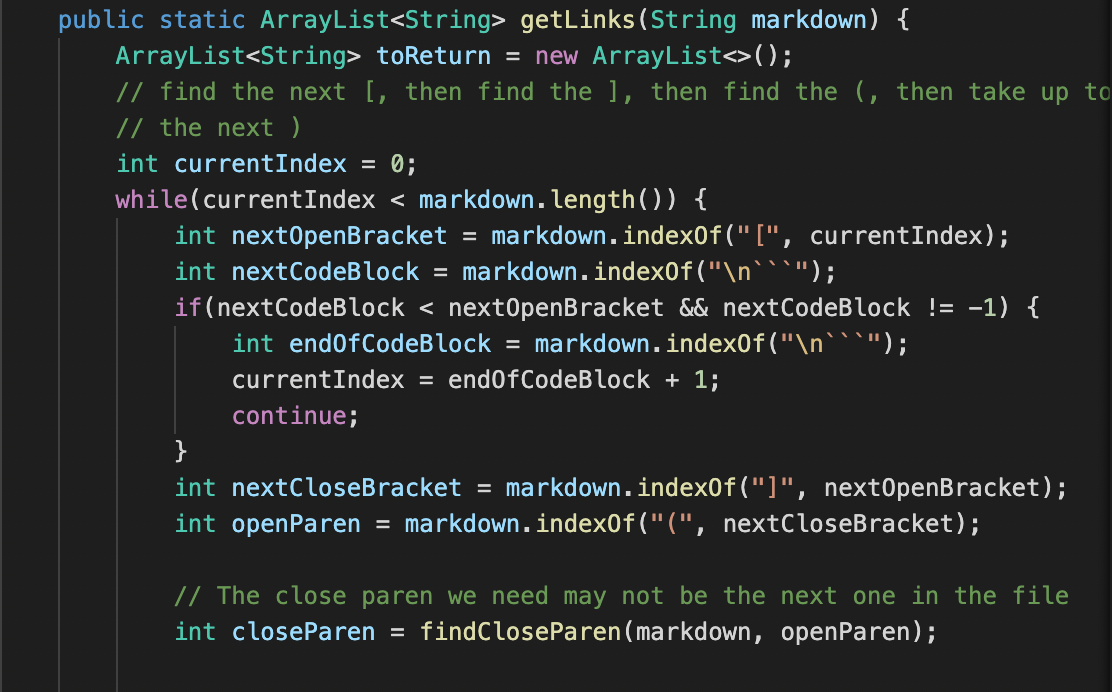 public static ArrayList<String> getLinks(String markdown) {
ArrayList<String> toReturn = new ArrayList<>();
// find the next [, then find the ], then find the (, then take up to
// the next )
int currentIndex = 0;
while(currentIndex < markdown.length()) {
int nextOpenBracket = markdown.indexOf("[", currentIndex);
int nextCodeBlock = markdown.indexOf("\n```");
if(nextCodeBlock < nextOpenBracket && nextCodeBlock != -1) {
int endOfCodeBlock = markdown.indexOf("\n```");
currentIndex = endOfCodeBlock + 1;
continue;
}
int nextCloseBracket = markdown.indexOf("]", nextOpenBracket);
int openParen = markdown.indexOf("(", nextCloseBracket);
// The close paren we need may not be the next one in the file
int closeParen = findCloseParen(markdown, openParen);